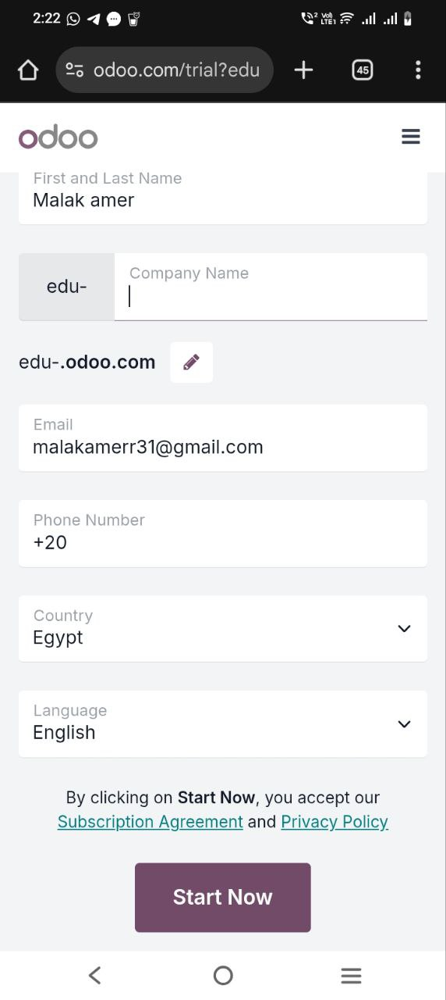 2:22
Vo)
LTE1
odoo.com/trial?edu
45
odoo
First and Last Name
Malak amer
edu-
Company Name
edu-.odoo.com
Email
malakamerr31@gmail.com
Phone Number
+20
Country
Egypt
Language
English
By clicking on Start Now, you accept our
Subscription Agreement and Privacy Policy
Start Now